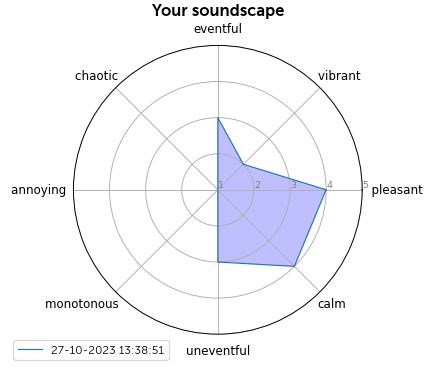 Your soundscape
eventful
chaotic
vibrant
annoying
1 2 3 4 5
pleasant
monotonous
calm
uneventful
27-10-2023 13:38:51